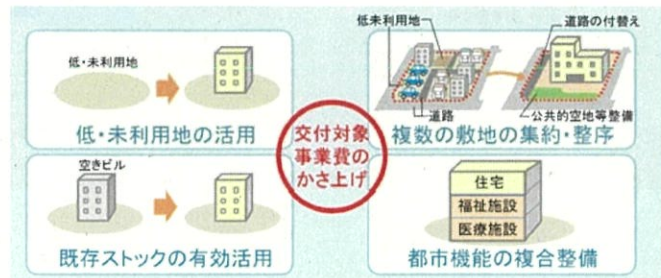 低・未利用地
低・未利用地の活用
低未利用地
道路の付替え
道路
公共的空地等整備
複数の敷地の集約・整序
交付対象
事業費の
かさ上げ
空きビル
既存ストックの有効活用
住宅
福祉施設
医療施設
都市機能の複合整備